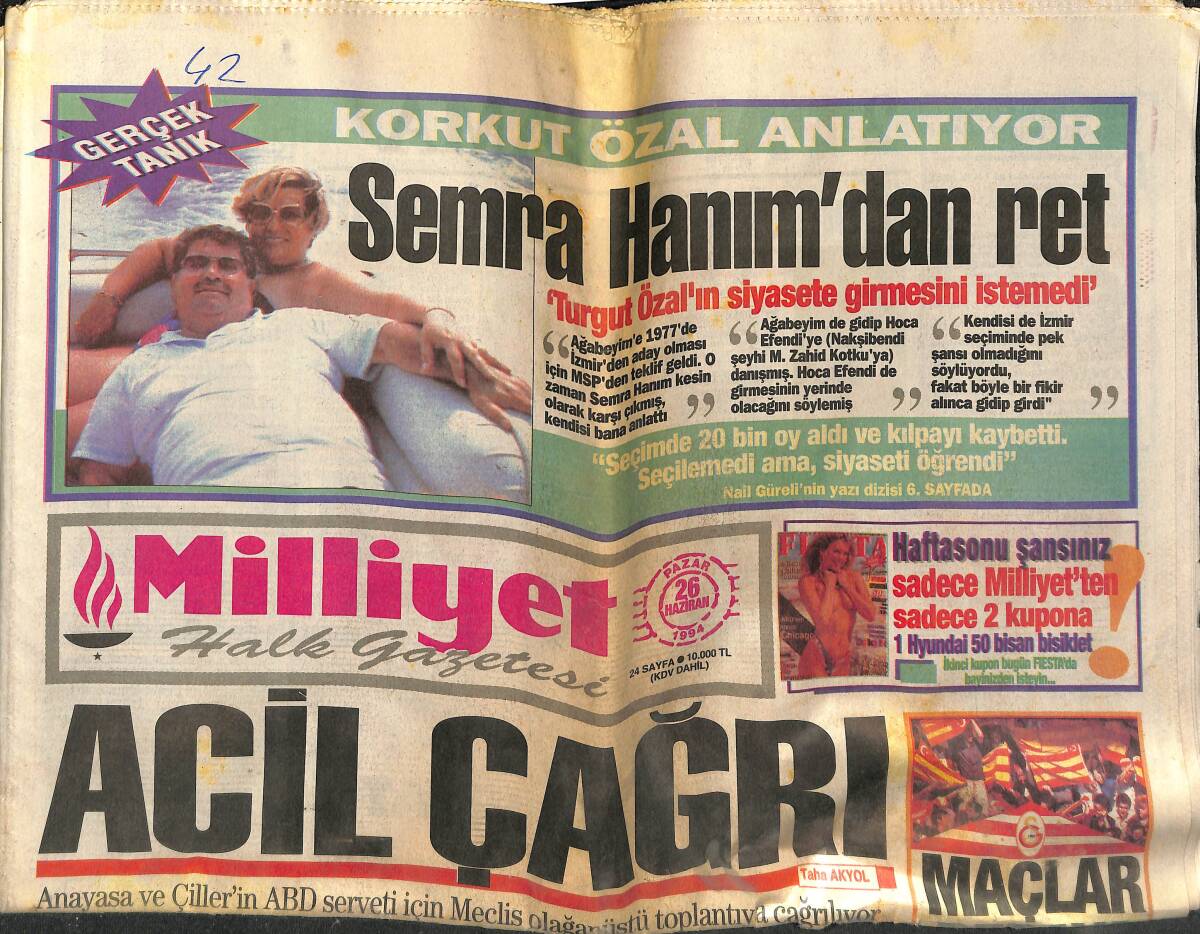 42
GERÇEK
TANIK
KORKUT ÖZAL ANLATIYOR
Semra Hanım'dan ret
'Turgut Özal'ın siyasete girmesini istemedi'
“Ağabeyim'e 1977'de
İzmir'den aday olması
için MSP'den teklif geldi. O
zaman Semra Hanım kesin
olarak karşı çıkmış,
kendisi bana anlattı”
“Ağabeyim de gidip Hoca
Efendi'ye (Nakşibendi
şeyhi M. Zahid Kotku'ya)
danışmış. Hoca Efendi de
girmesinin yerinde
olacağını söylemiş”
“Kendisi de İzmir
seçiminde pek
şansı olmadığını
söylüyordu,
fakat böyle bir fikir
alınca gidip girdi"”
“Seçimde 20 bin oy aldı ve kılpayı kaybetti.
Seçilemedi ama, siyaseti öğrendi”
Nail Güreli'nin yazı dizisi 6. SAYFADA
Milliyet
Halk Gazetesi
PAZAR
26
HAZİRAN
1994
24 SAYFA ● 10.000 TL
(KDV DAHİL)
FIESTA
Chicago
Haftasonu şansınız
sadece Milliyet'ten
sadece 2 kupona
!
1 Hyundai 50 bisan bisiklet
İkinci kupon bugün FIESTA'da
bayinizden isteyin...
ACİL ÇAĞRI
Taha AKYOL
Anayasa ve Çiller'in ABD serveti için Meclis olağanüstü toplantıya çağrılıyor
MAÇLAR